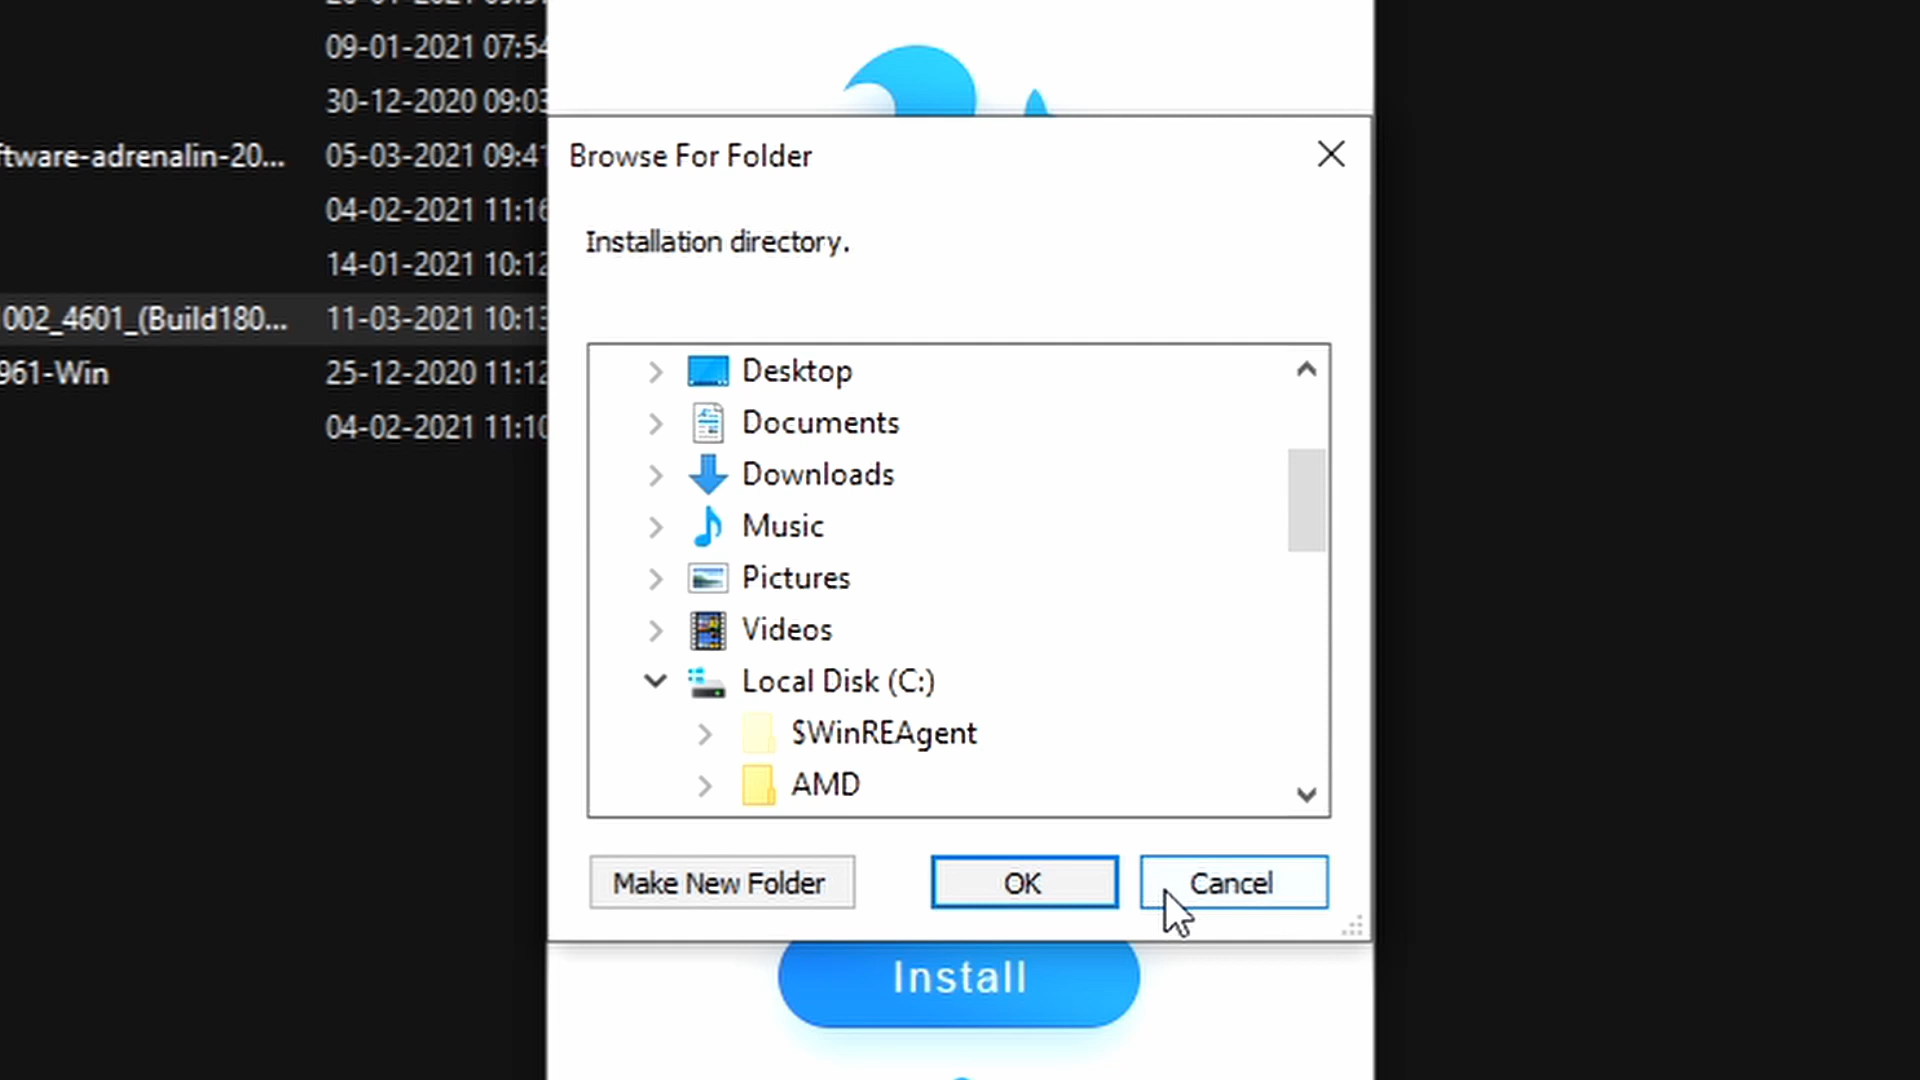 09-01-2021 07:54
30-12-2020 09:03
ftware-adrenalin-20... 05-03-2021 09:41
04-02-2021 11:16
14-01-2021 10:12
002_4601_(Build180... 11-03-2021 10:13
961-Win 25-12-2020 11:12
04-02-2021 11:10
Browse For Folder
Installation directory.
Desktop
Documents
Downloads
Music
Pictures
Videos
Local Disk (C:)
$WinREAgent
AMD
Make New Folder
OK
Cancel
Install